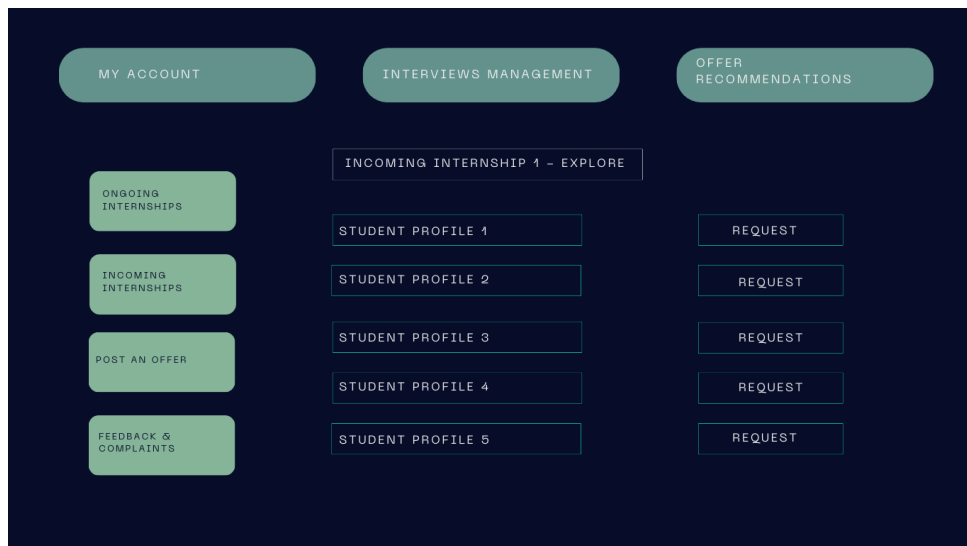 MY ACCOUNT
INTERVIEWS MANAGEMENT
OFFER
RECOMMENDATIONS
INCOMING INTERNSHIP 1 – EXPLORE
ONGOING
INTERNSHIPS
INCOMING
INTERNSHIPS
POST AN OFFER
FEEDBACK &
COMPLAINTS
STUDENT PROFILE 1
REQUEST
STUDENT PROFILE 2
REQUEST
STUDENT PROFILE 3
REQUEST
STUDENT PROFILE 4
REQUEST
STUDENT PROFILE 5
REQUEST